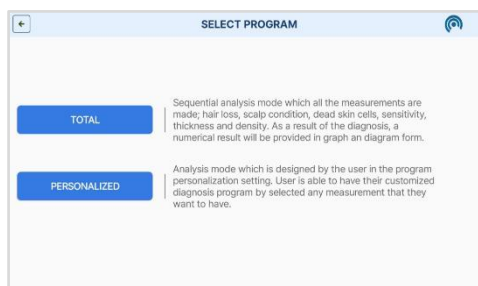 SELECT PROGRAM
TOTAL
Sequential analysis mode which all the measurements are
made; hair loss, scalp condition, dead skin cells, sensitivity,
thickness and density. As a result of the diagnosis, a
numerical result will be provided in graph an diagram form.
PERSONALIZED
Analysis mode which is designed by the user in the program
personalization setting. User is able to have their customized
diagnosis program by selected any measurement that they
want to have.